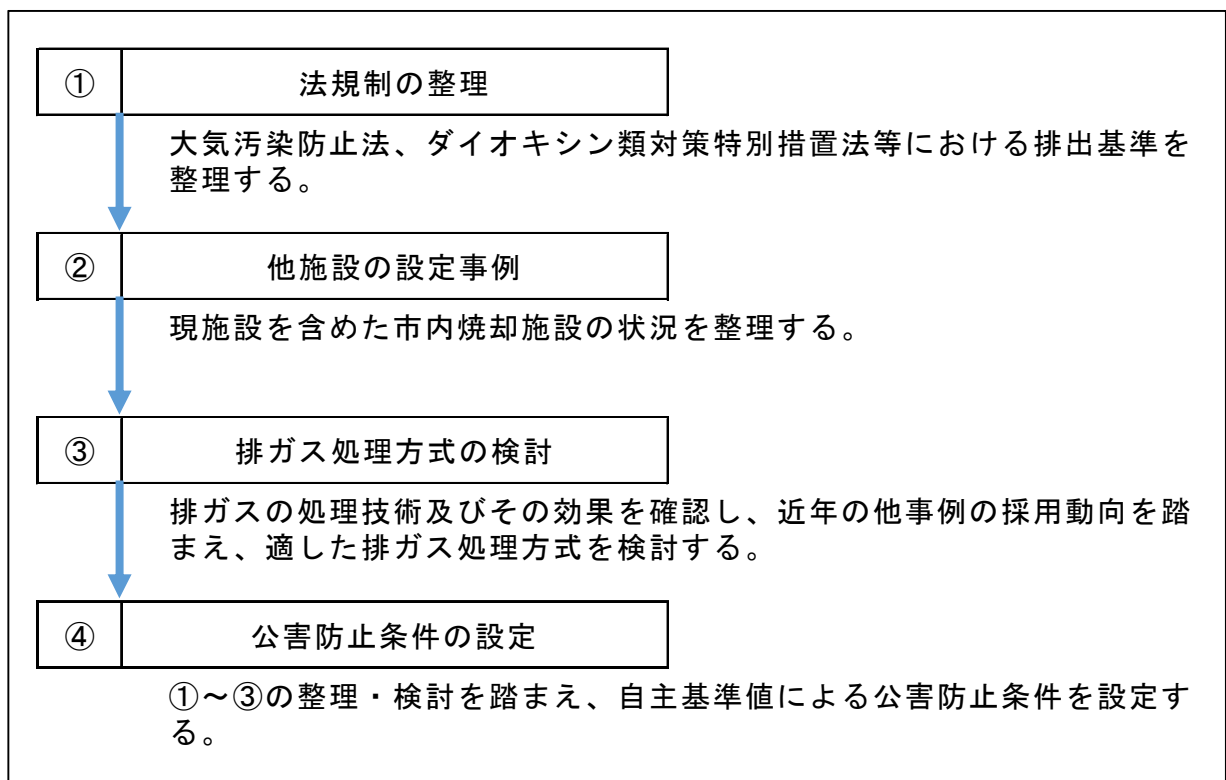 ① 法規制の整理
大気汚染防止法、ダイオキシン類対策特別措置法等における排出基準を
整理する。
② 他施設の設定事例
現施設を含めた市内焼却施設の状況を整理する。
③ 排ガス処理方式の検討
排ガスの処理技術及びその効果を確認し、近年の他事例の採用動向を踏
まえ、適した排ガス処理方式を検討する。
④ 公害防止条件の設定
①～③の整理・検討を踏まえ、自主基準値による公害防止条件を設定す
る。